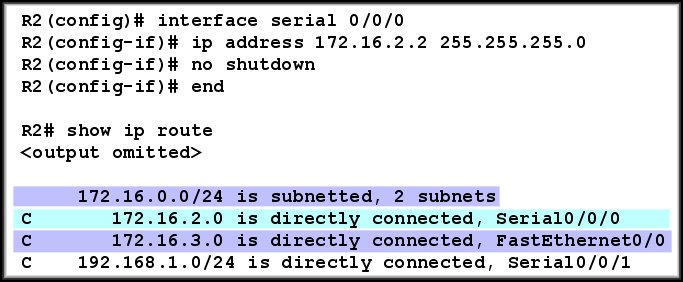 R2(config)# interface serial 0/0/0
R2(config-if)# ip address 172.16.2.2 255.255.255.0
R2(config-if)# no shutdown
R2(config-if)# end
R2# show ip route
<output omitted>
172.16.0.0/24 is subnetted, 2 subnets
C 172.16.2.0 is directly connected, Serial0/0/0
C 172.16.3.0 is directly connected, FastEthernet0/0
C 192.168.1.0/24 is directly connected, Serial0/0/1